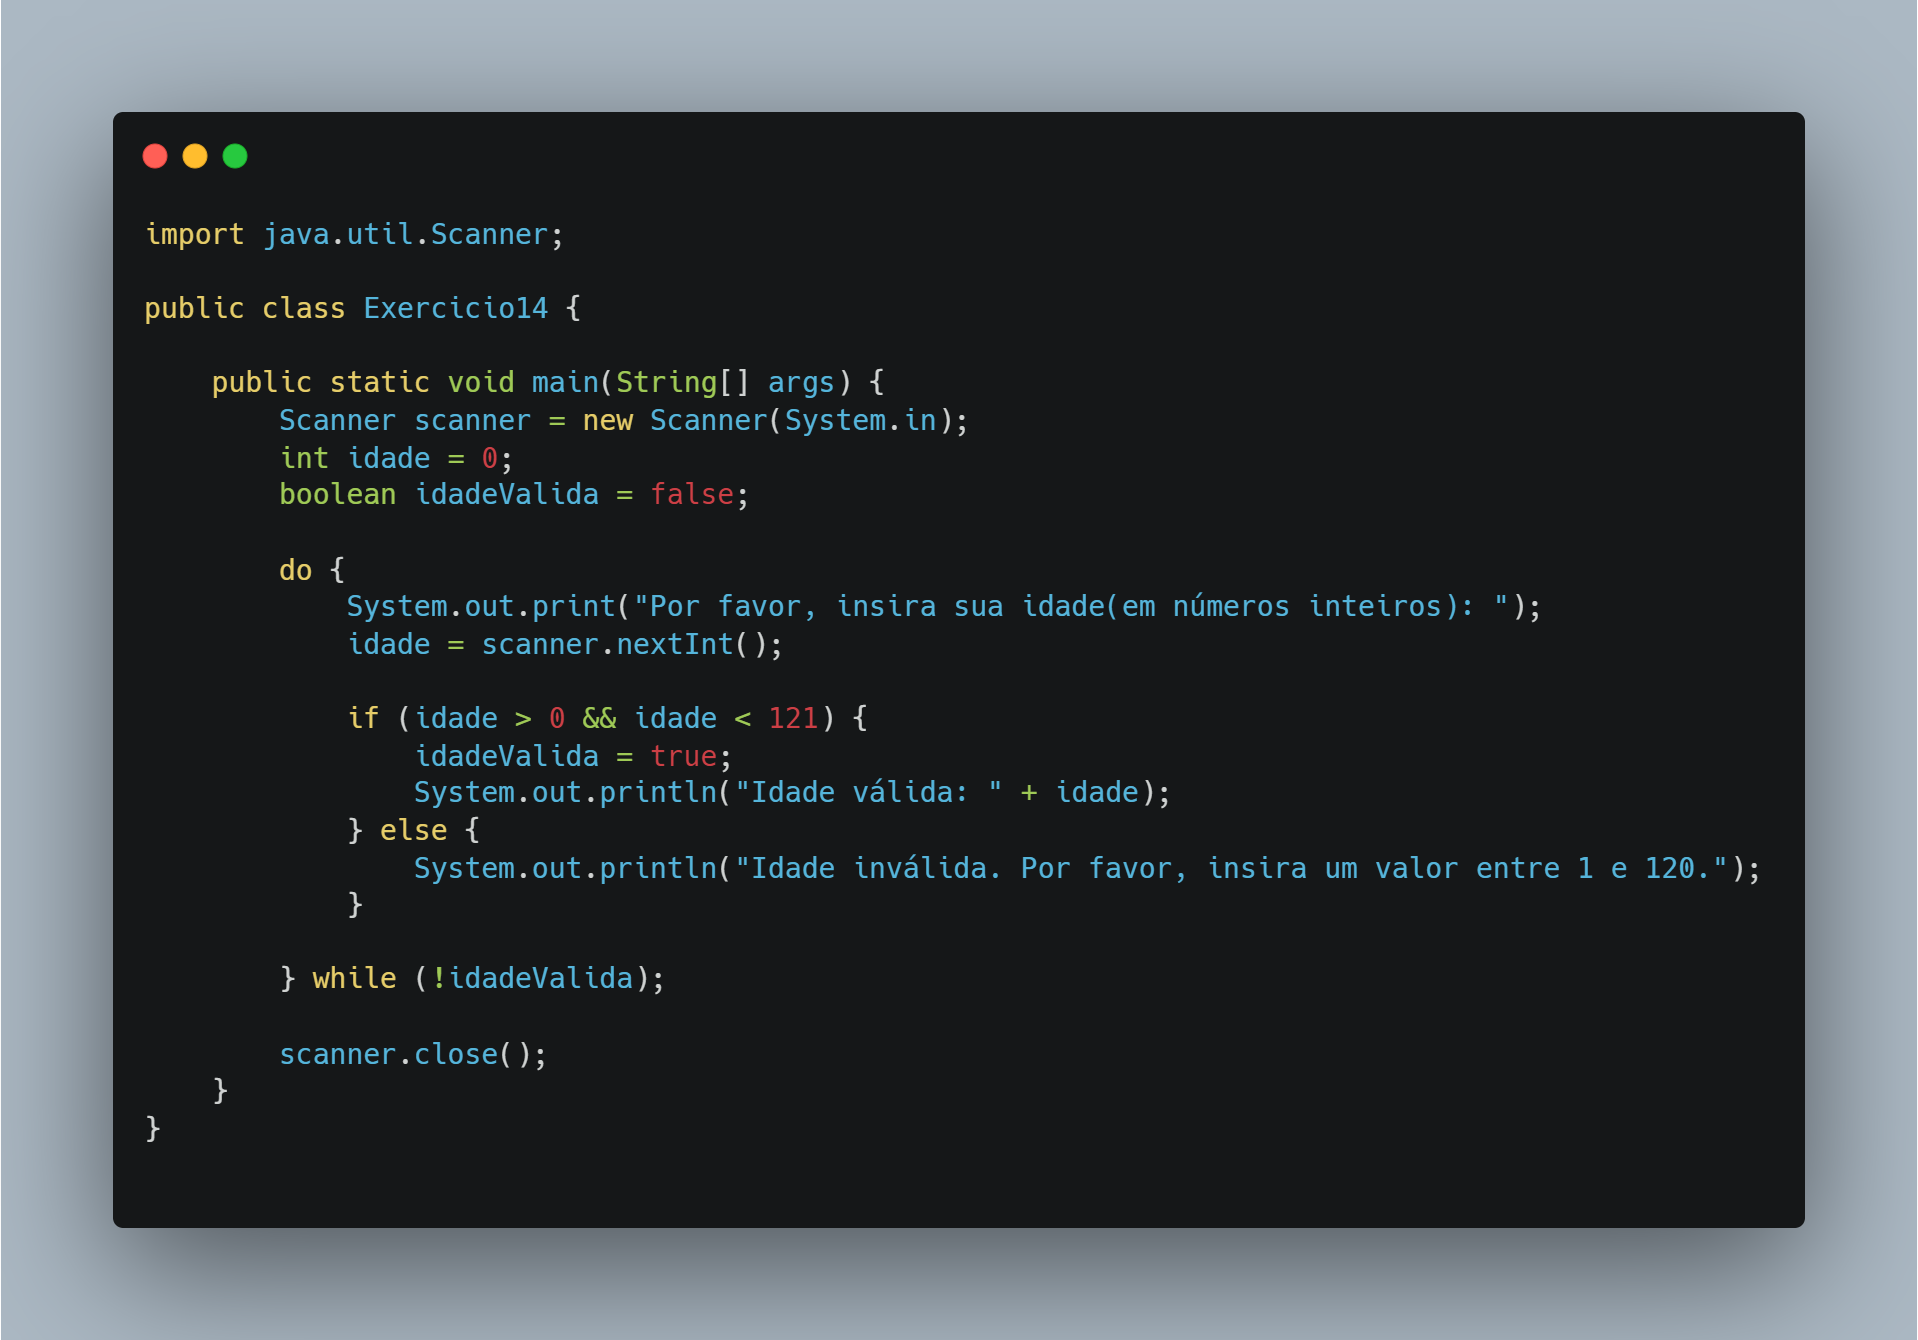 import java.util.Scanner;

public class Exercicio14 {

    public static void main(String[] args) {
        Scanner scanner = new Scanner(System.in);
        int idade = 0;
        boolean idadeValida = false;

        do {
            System.out.print("Por favor, insira sua idade(em números inteiros): ");
            idade = scanner.nextInt();

            if (idade > 0 && idade < 121) {
                idadeValida = true;
                System.out.println("Idade válida: " + idade);
            } else {
                System.out.println("Idade inválida. Por favor, insira um valor entre 1 e 120.");
            }

        } while (!idadeValida);

        scanner.close();
    }
}